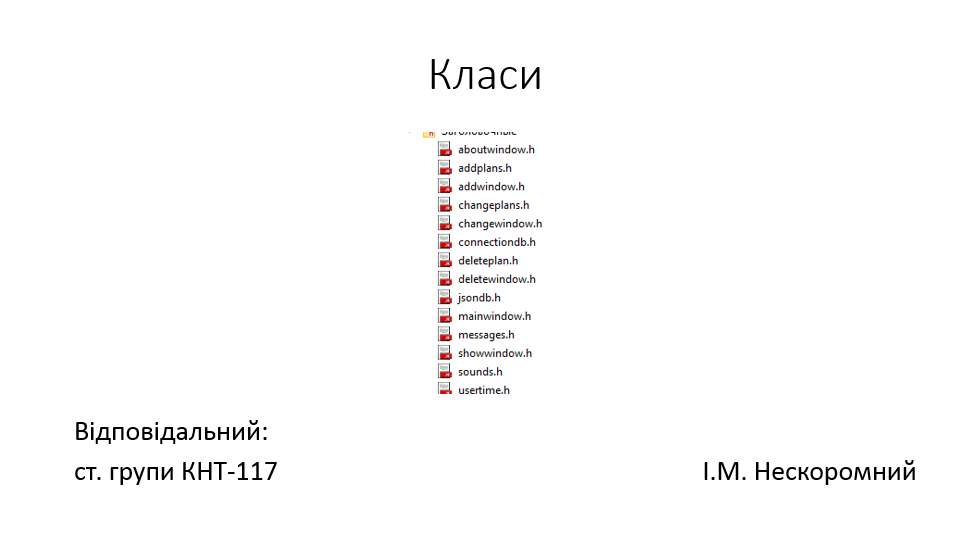 Класи
Заголовочные
aboutwindow.h
addplans.h
addwindow.h
changeplans.h
changewindow.h
connectiondb.h
deleteplan.h
deletewindow.h
jsondb.h
mainwindow.h
messages.h
showwindow.h
sounds.h
usertime.h
Відповідальний:
ст. групи КНТ-117 І.М. Нескоромний